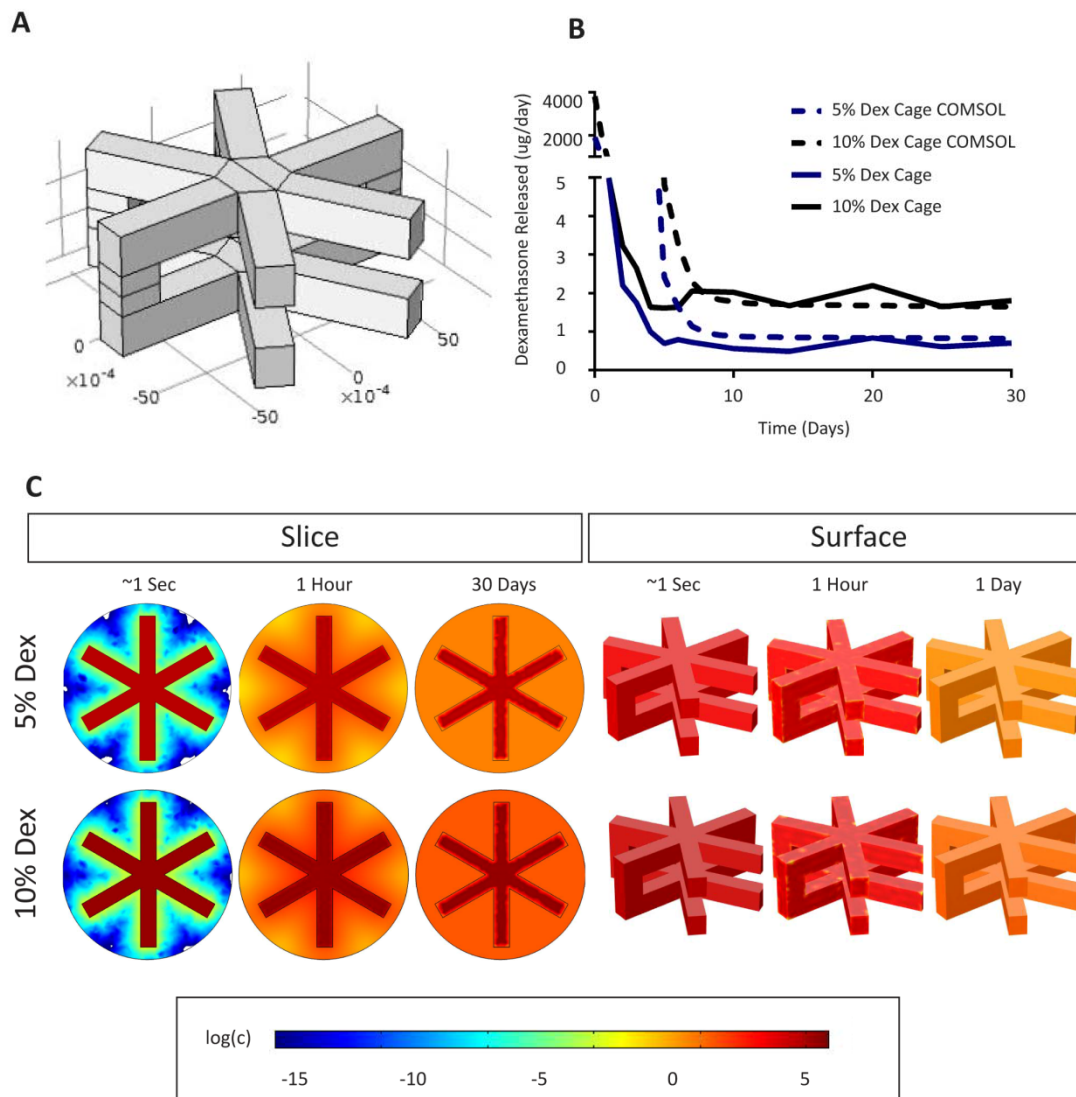 A
0
×10⁻⁴
-50
-50
0
×10⁻⁴
50
B
Dexamethasone Released (ug/day)
4000
2000
5
4
3
2
1
0
0
10
20
30
Time (Days)
5% Dex Cage COMSOL
10% Dex Cage COMSOL
5% Dex Cage
10% Dex Cage
C
Slice
Surface
~1 Sec
1 Hour
30 Days
~1 Sec
1 Hour
1 Day
5% Dex
10% Dex
log(c)
-15
-10
-5
0
5